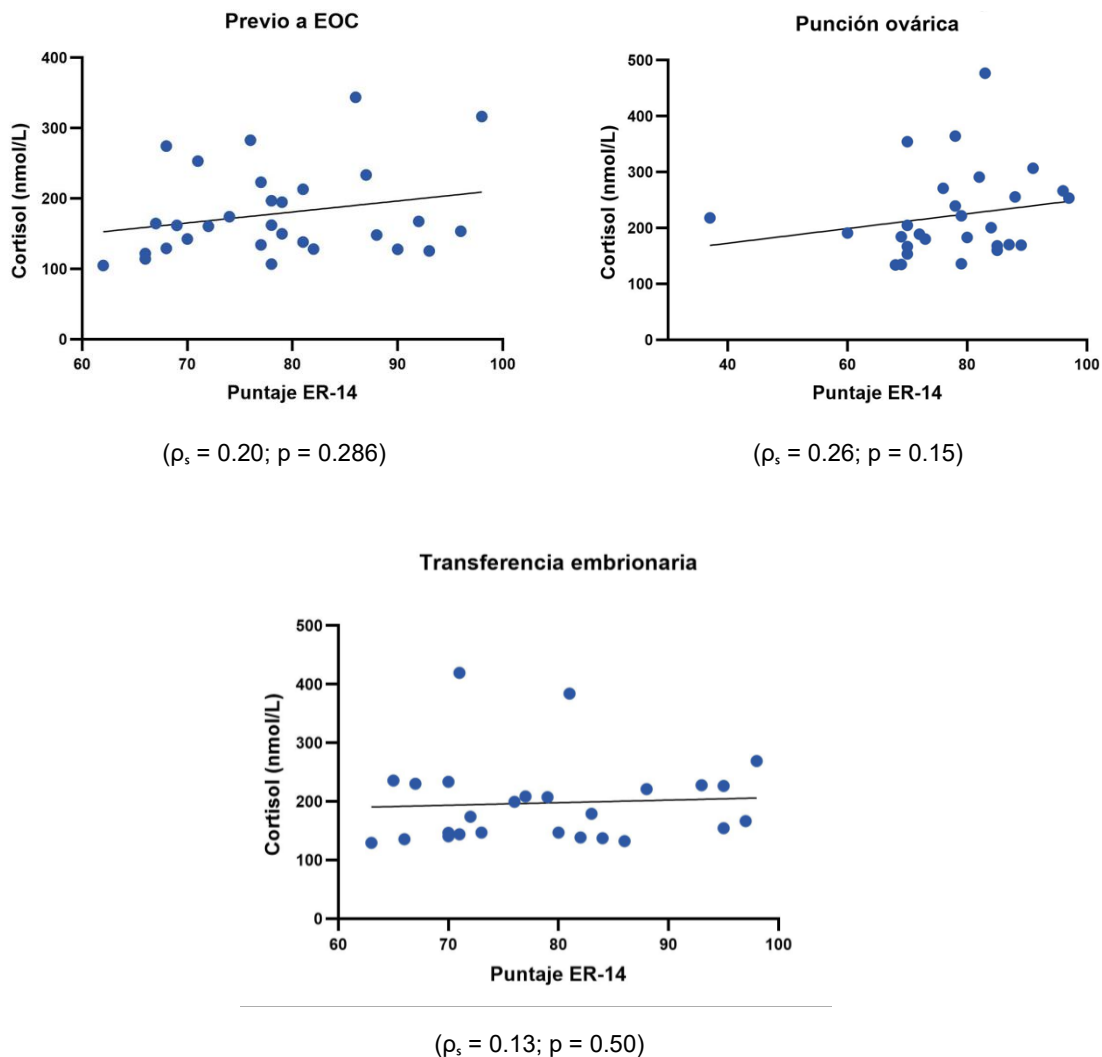 Previo a EOC
400
300
200
100
0
Cortisol (nmol/L)
60 70 80 90 100
Puntaje ER-14
(ρₛ = 0.20; p = 0.286)
Punción ovárica
500
400
300
200
100
0
Cortisol (nmol/L)
40 60 80 100
Puntaje ER-14
(ρₛ = 0.26; p = 0.15)
Transferencia embrionaria
500
400
300
200
100
0
Cortisol (nmol/L)
60 70 80 90 100
Puntaje ER-14
(ρₛ = 0.13; p = 0.50)